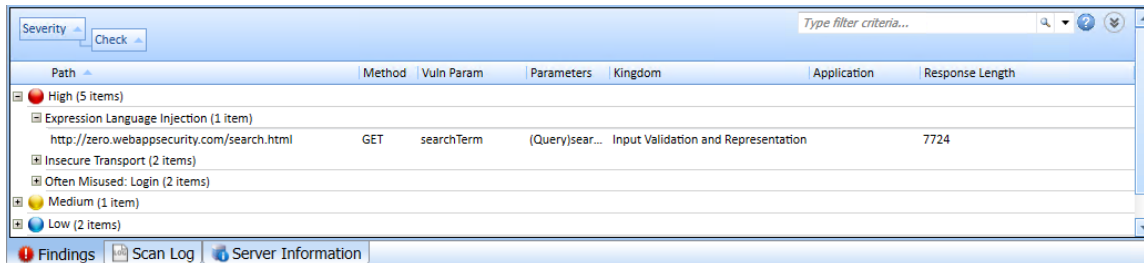 Severity
Check
Type filter criteria...
Path Method Vuln Param Parameters Kingdom Application Response Length
High (5 items)
Expression Language Injection (1 item)
http://zero.webappsecurity.com/search.html GET searchTerm (Query)sear... Input Validation and Representation 7724
Insecure Transport (2 items)
Often Misused: Login (2 items)
Medium (1 item)
Low (2 items)
Findings Scan Log Server Information